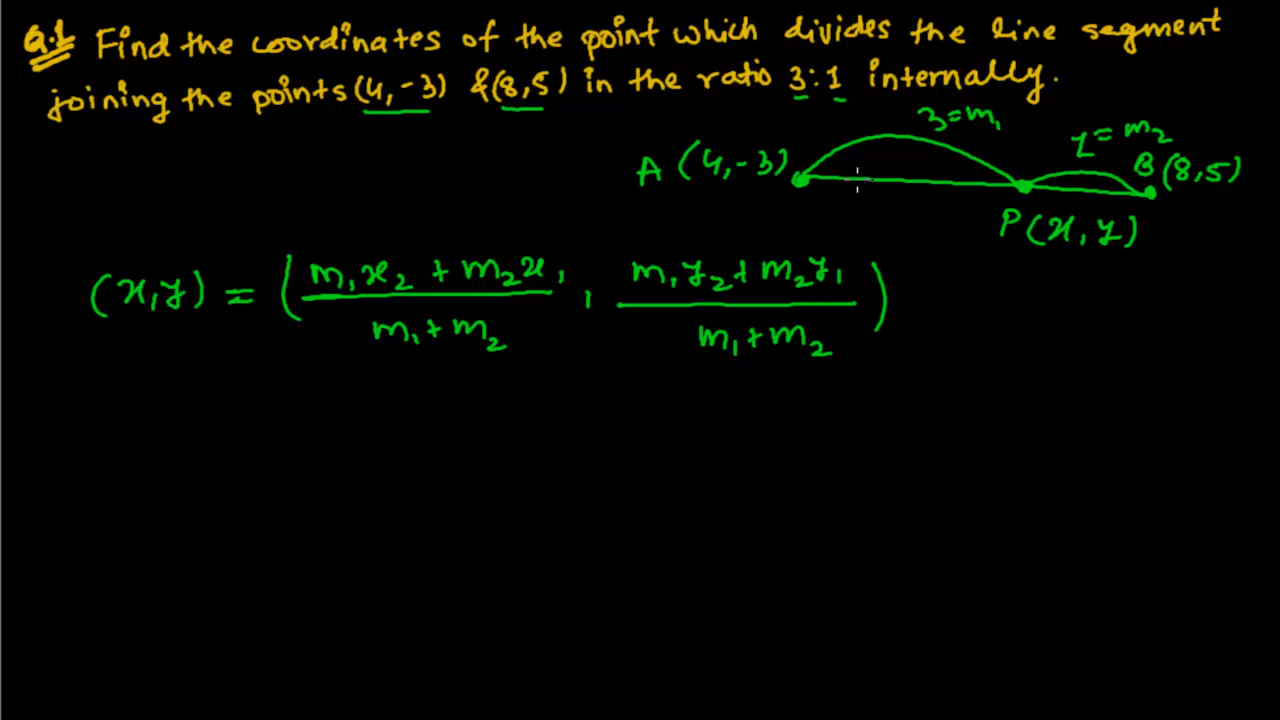 Q.1 Find the coordinates of the point which divides the line segment
joining the points (4,-3) &(8,5) in the ratio 3:1 internally.
3=m₁
1=m₂
A (4,-3)
B (8,5)
P(x,y)
(x,y) = ( m₁x₂ + m₂x₁ / m₁+m₂ , m₁y₂+m₂y₁ / m₁+m₂ )